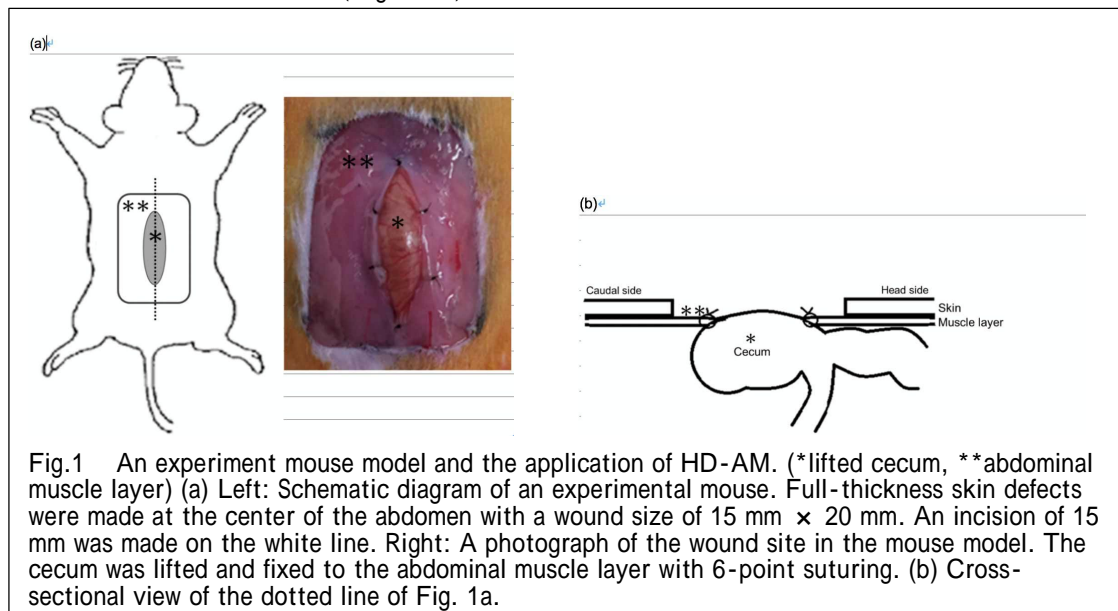 (a)
**
*
**
*
(b)
Caudal side
Head side
**
Skin
Muscle layer
*
Cecum
Fig.1 An experiment mouse model and the application of HD-AM. (*lifted cecum, **abdominal
muscle layer) (a) Left: Schematic diagram of an experimental mouse. Full-thickness skin defects
were made at the center of the abdomen with a wound size of 15 mm × 20 mm. An incision of 15
mm was made on the white line. Right: A photograph of the wound site in the mouse model. The
cecum was lifted and fixed to the abdominal muscle layer with 6-point suturing. (b) Cross-
sectional view of the dotted line of Fig. 1a.